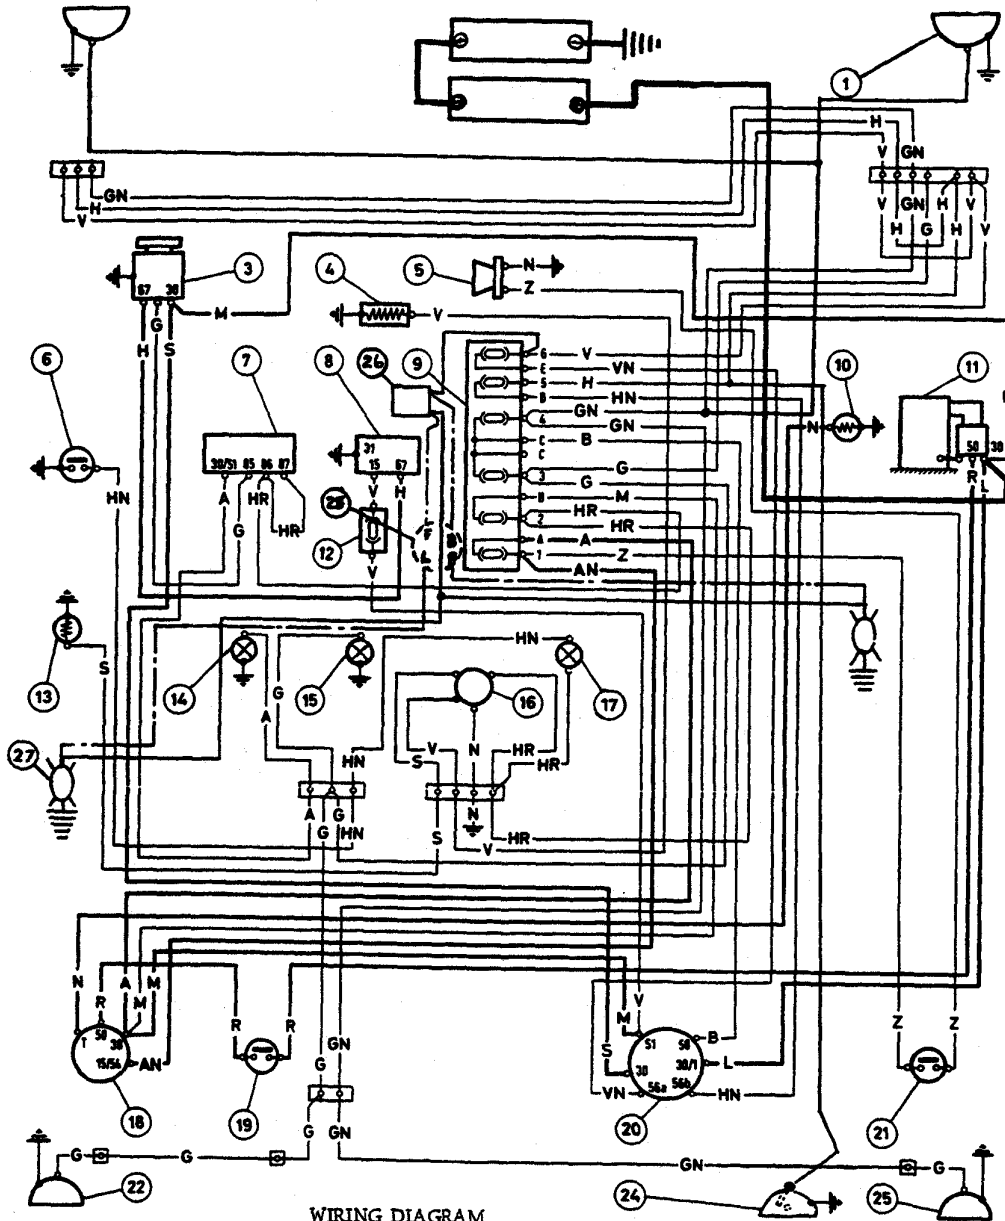 1
H
V GN
GN
H
V
V GN H V
H G H V
3
4
5
N
Z
67 30
G
M
V
H
S
6
7
8
26
9
10
11
6 V
E VN
5 H
B HN
4 GN
GN
C B
C
3 G
G
M
HR
2 HR
A A
1 Z
AN
N
50 30
R L
31
15 67
30/51 85 86 87
HN
A
HR
HR
G
V H
12
V
F
13
S
14
15
16
17
HN
G
A
27
S V N HR
HR
HN
A G G HN
S N V HR
N R A M M
T 50 30
15/54 AN
18
R R
19
G GN
G GN
V
M
S
51 58 B
30 30/1 L
56a 56b
VN HN
20
Z Z
21
G G
22
GN G
24
25
WIRING DIAGRAM